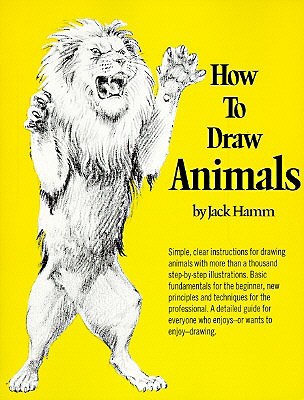 How
To
Draw
Animals
by Jack Hamm
Simple, clear instructions for drawing
animals with more than a thousand
step-by-step illustrations. Basic
fundamentals for the beginner, new
principles and techniques for the
professional. A detailed guide for
everyone who enjoys–or wants to
enjoy–drawing.